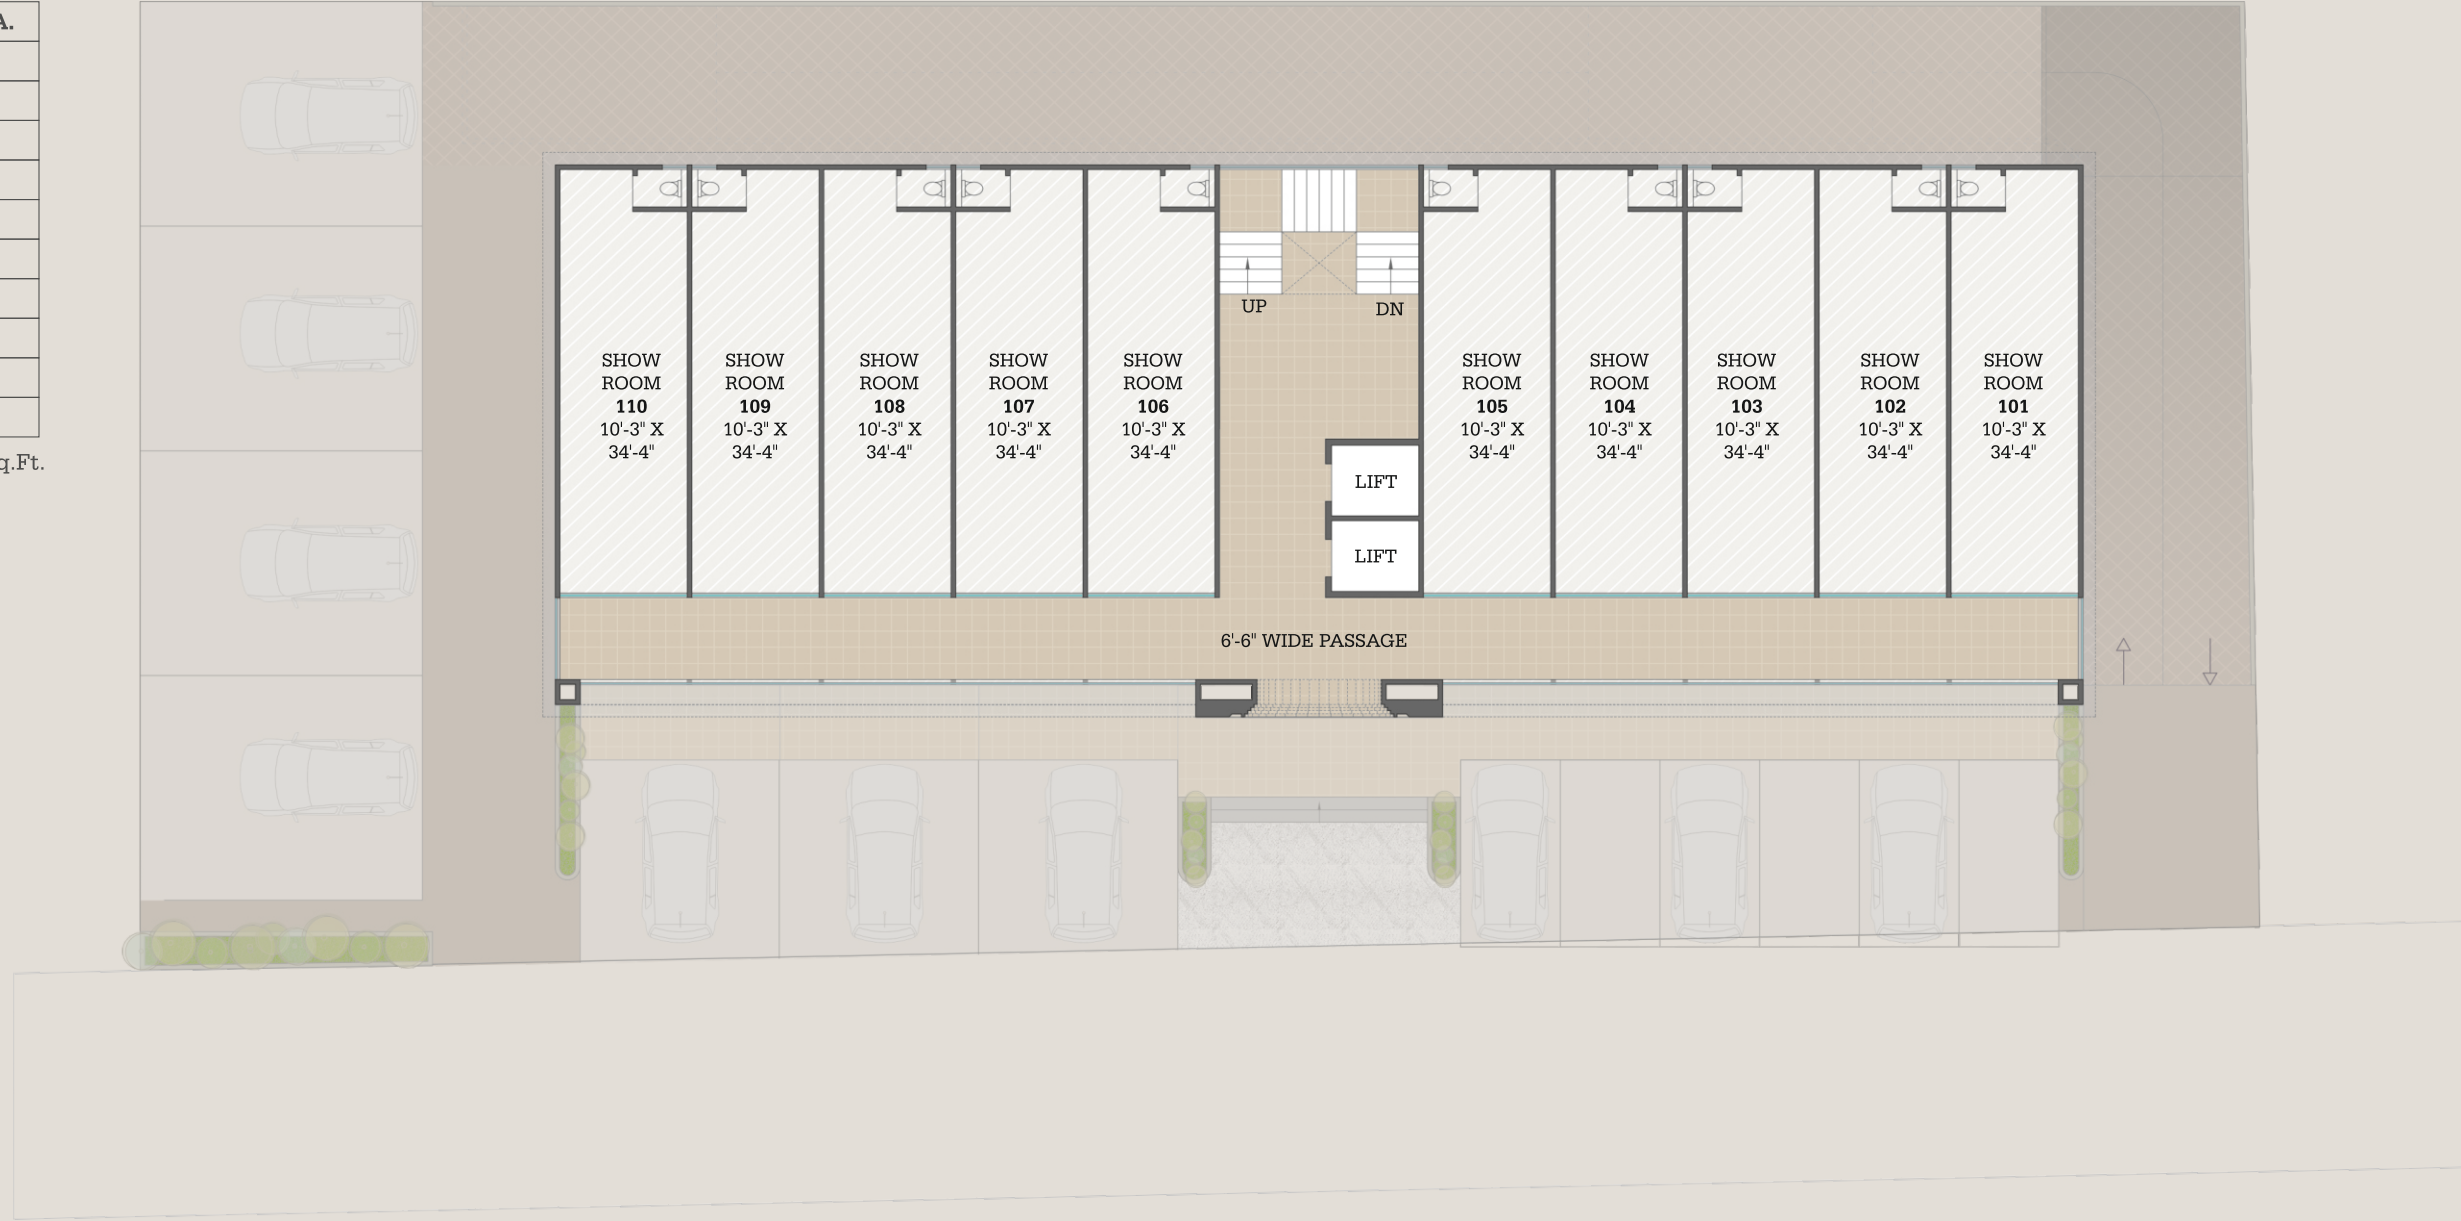 A.
q.Ft.
UP
DN
SHOW
ROOM
110
10'-3" X
34'-4"
SHOW
ROOM
109
10'-3" X
34'-4"
SHOW
ROOM
108
10'-3" X
34'-4"
SHOW
ROOM
107
10'-3" X
34'-4"
SHOW
ROOM
106
10'-3" X
34'-4"
SHOW
ROOM
105
10'-3" X
34'-4"
SHOW
ROOM
104
10'-3" X
34'-4"
SHOW
ROOM
103
10'-3" X
34'-4"
SHOW
ROOM
102
10'-3" X
34'-4"
SHOW
ROOM
101
10'-3" X
34'-4"
LIFT
LIFT
6'-6" WIDE PASSAGE